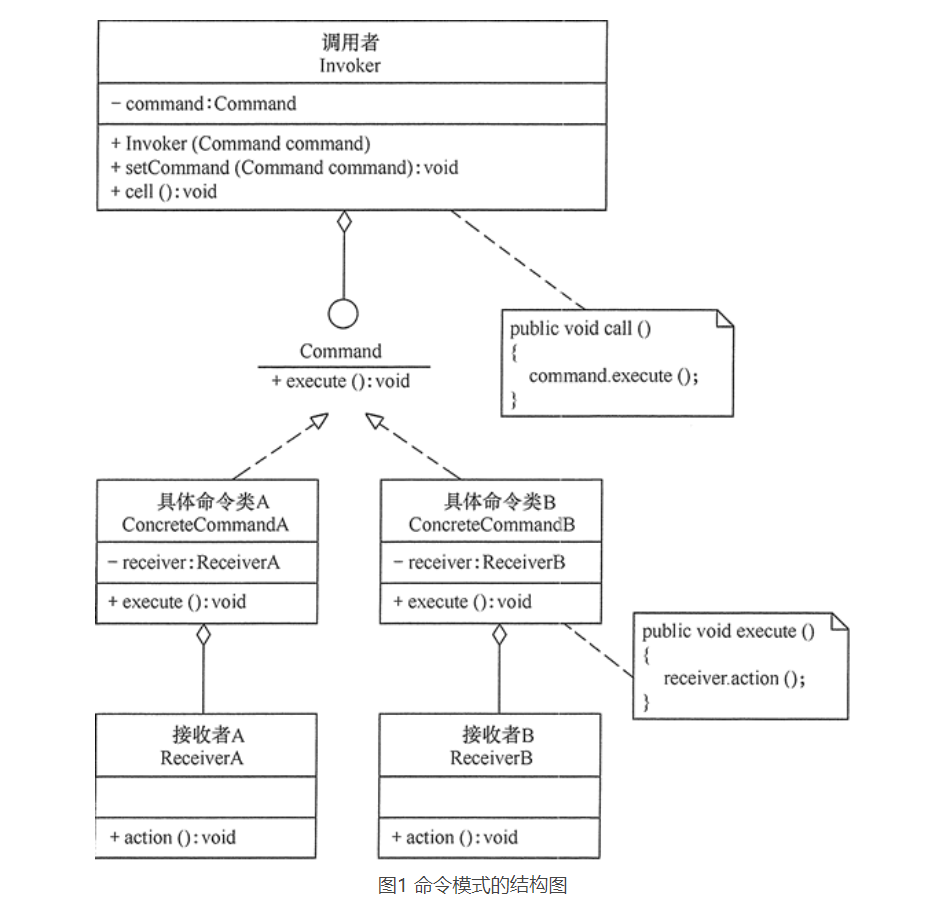 调用者
Invoker
- command:Command
+ Invoker (Command command)
+ setCommand (Command command):void
+ cell ():void
public void call ()
{
command.execute ();
}
Command
+ execute ():void
具体命令类A
ConcreteCommandA
- receiver:ReceiverA
+ execute ():void
具体命令类B
ConcreteCommandB
- receiver:ReceiverB
+ execute ():void
public void execute ()
{
receiver.action ();
}
接收者A
ReceiverA
+ action ():void
接收者B
ReceiverB
+ action ():void
图1 命令模式的结构图